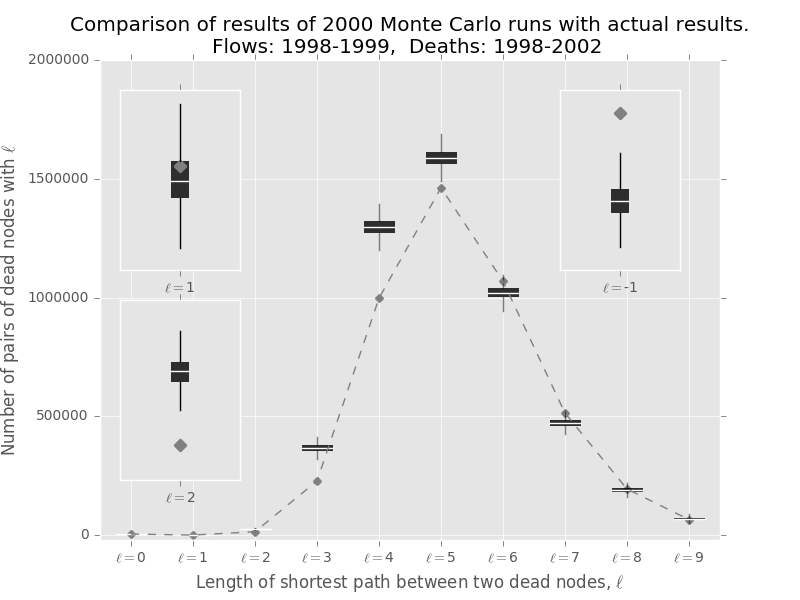 Comparison of results of 2000 Monte Carlo runs with actual results.
Flows: 1998-1999,  Deaths: 1998-2002
Number of pairs of dead nodes with ℓ
2000000
1500000
1000000
500000
0
ℓ=1
ℓ=2
ℓ=-1
ℓ=0 ℓ=1 ℓ=2 ℓ=3 ℓ=4 ℓ=5 ℓ=6 ℓ=7 ℓ=8 ℓ=9
Length of shortest path between two dead nodes, ℓ